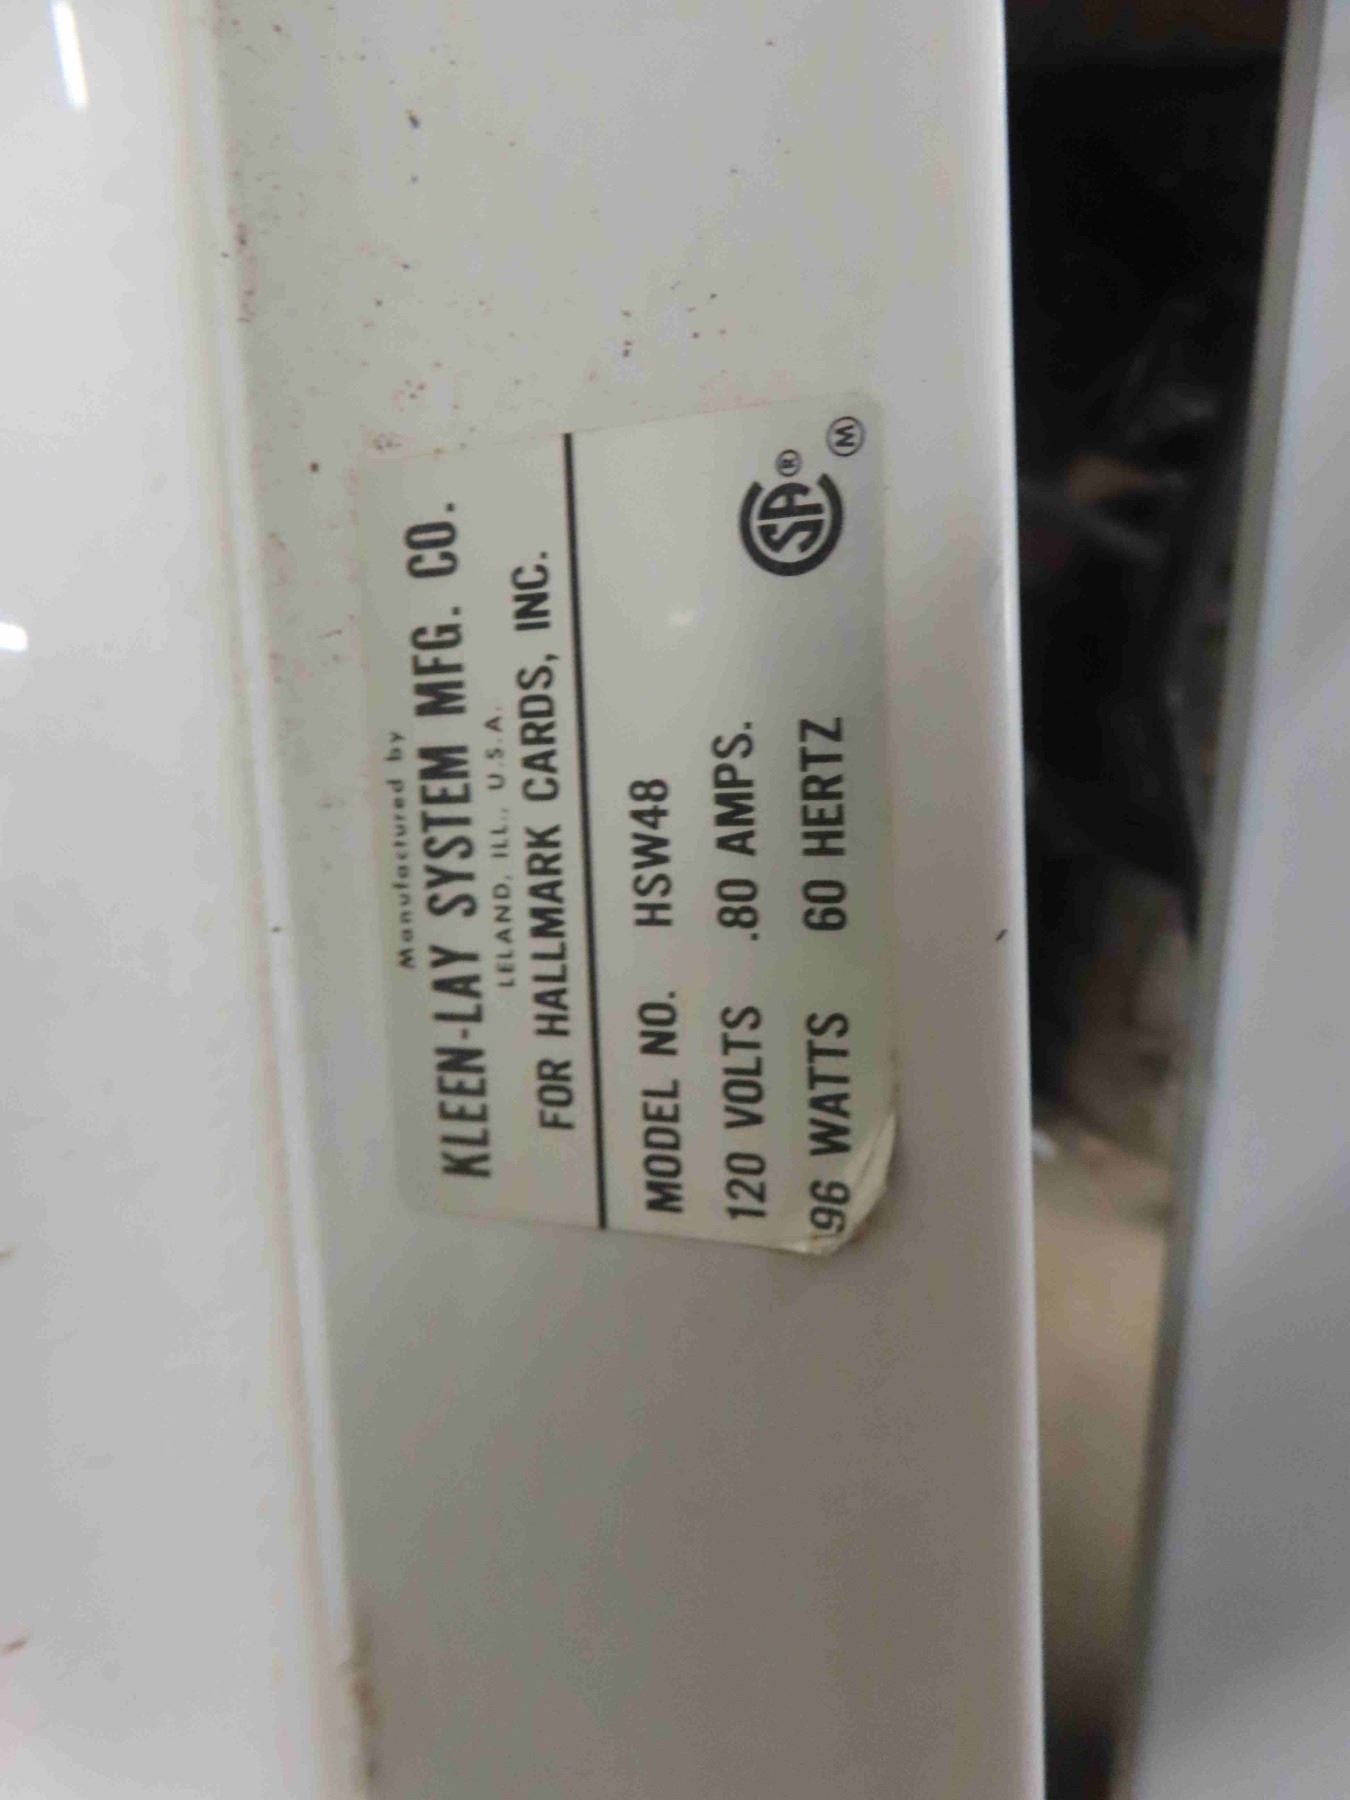 Manufactured by
KLEEN-LAY SYSTEM MFG. CO.
LELAND, ILL., U.S.A.
FOR HALLMARK CARDS, INC.
MODEL NO. HSW48
120 VOLTS .80 AMPS.
96 WATTS 60 HERTZ
SA®
Ⓜ